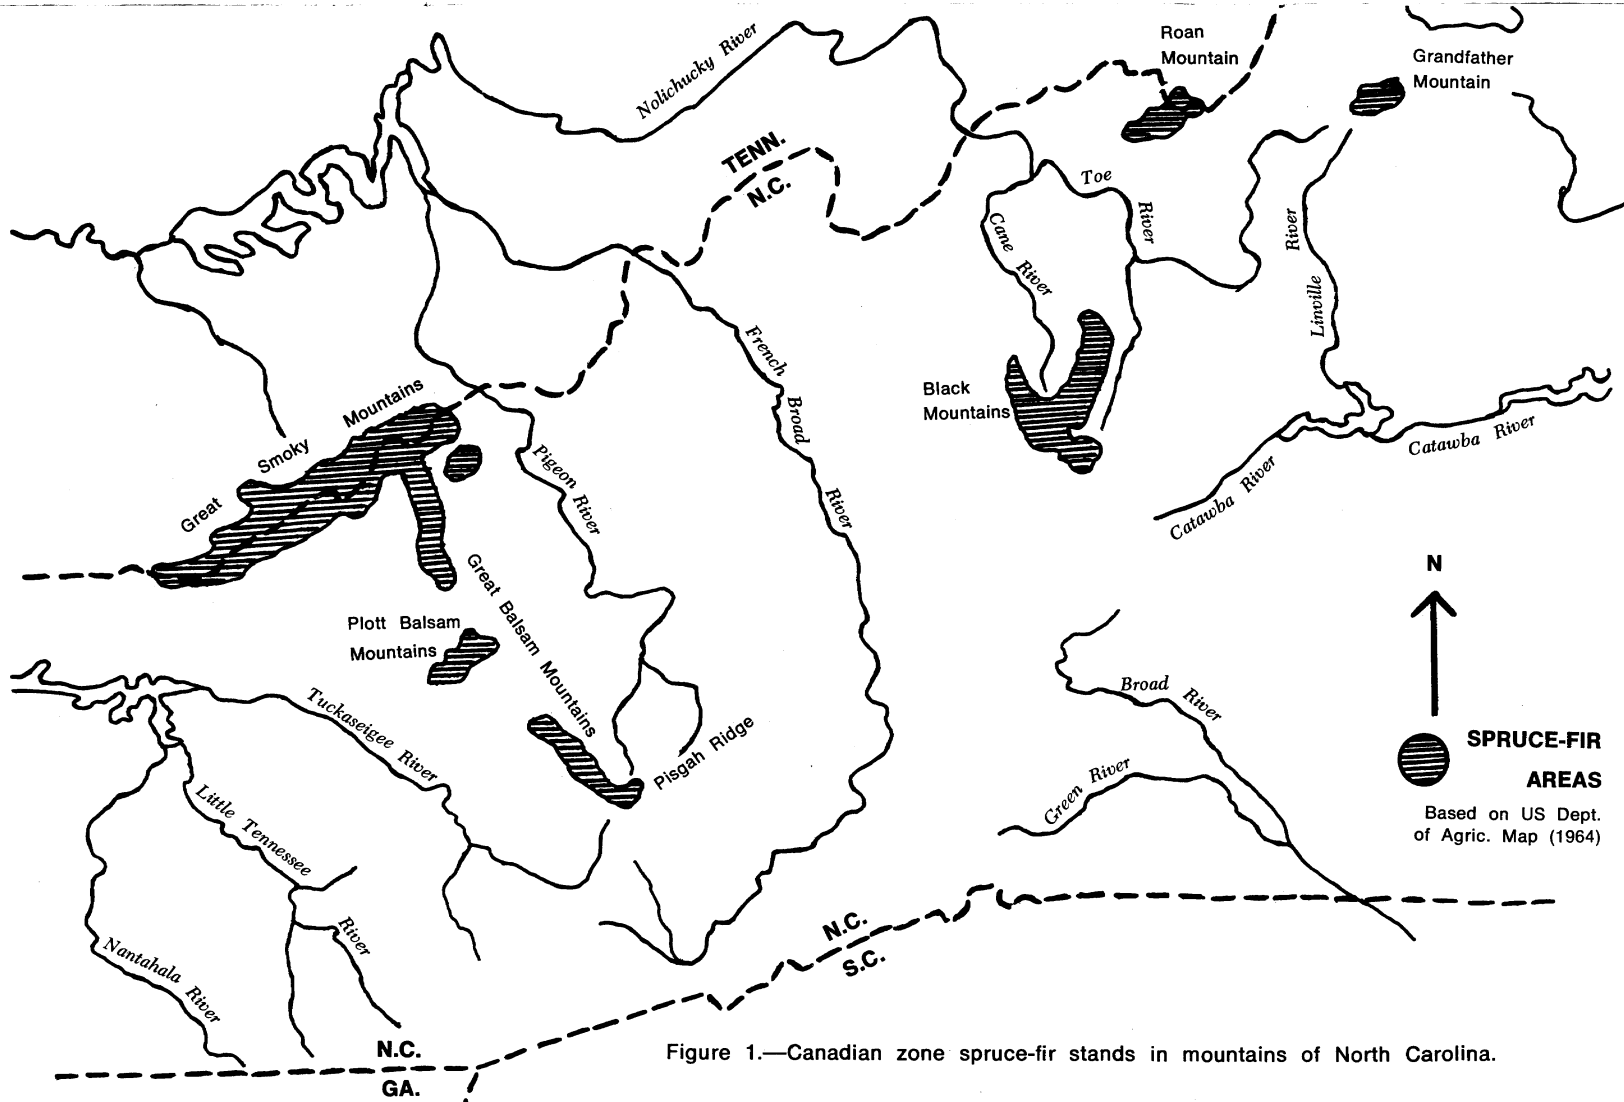 Roan
Mountain
Grandfather
Mountain
Nolichucky River
TENN.
N.C.
Toe
River
Cane River
River
Linville
French
Broad
River
Black
Mountains
Great Smoky Mountains
Pigeon River
Catawba River
Catawba River
N
Great Balsam Mountains
Plott Balsam
Mountains
Tuckaseigee River
Pisgah Ridge
Broad River
Green River
SPRUCE-FIR
AREAS
Based on US Dept.
of Agric. Map (1964)
Little Tennessee
River
Nantahala River
N.C.
S.C.
N.C.
GA.
Figure 1.—Canadian zone spruce-fir stands in mountains of North Carolina.